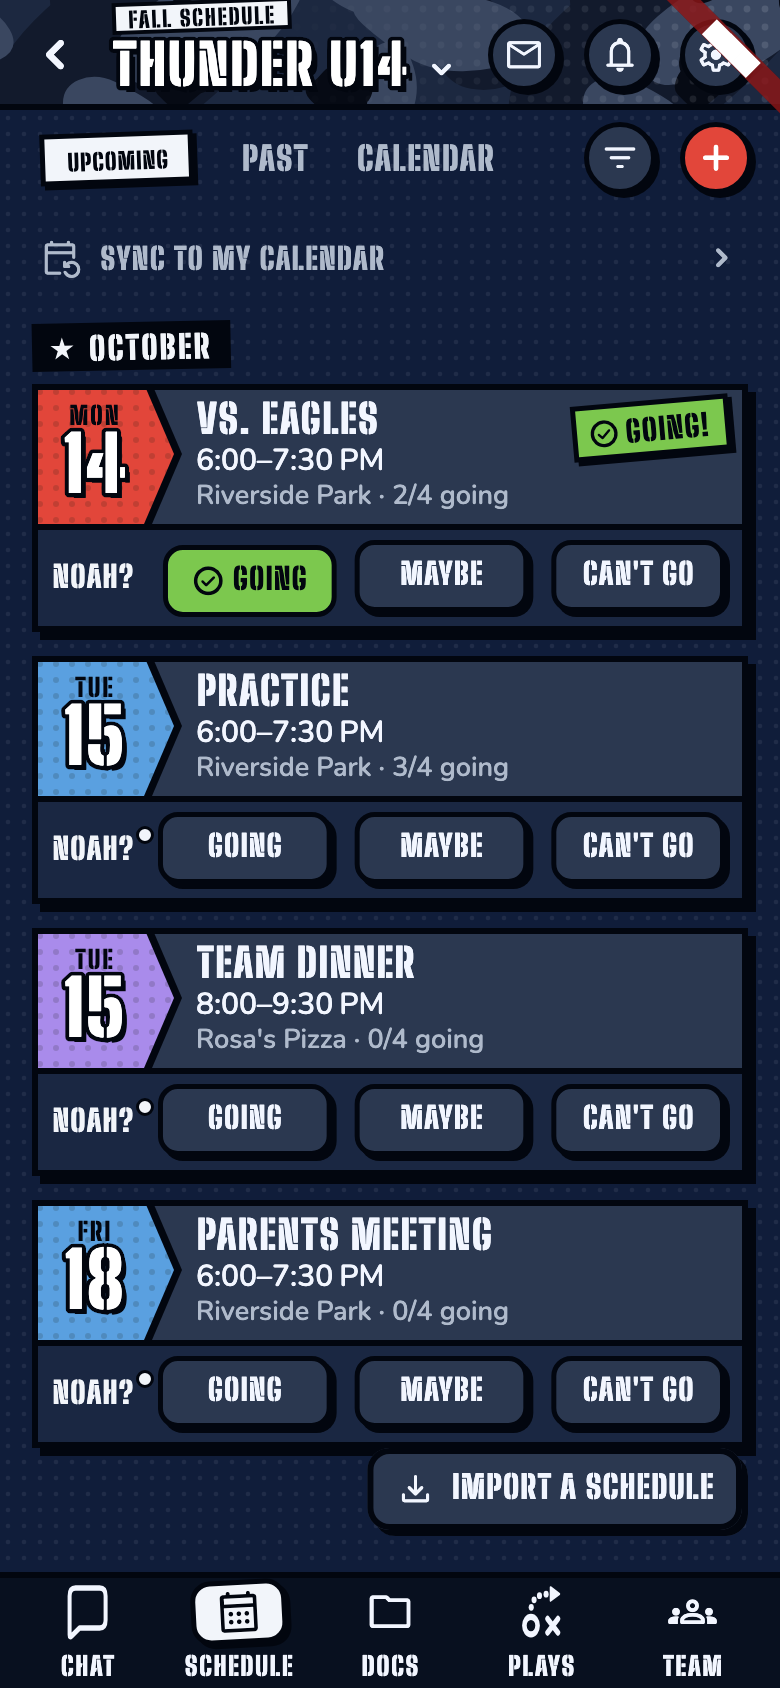 FALL SCHEDULE
THUNDER U14
UPCOMING PAST CALENDAR
SYNC TO MY CALENDAR
★ OCTOBER
MON
14
VS. EAGLES
6:00–7:30 PM
Riverside Park · 2/4 going
GOING!
NOAH? GOING MAYBE CAN'T GO
TUE
15
PRACTICE
6:00–7:30 PM
Riverside Park · 3/4 going
NOAH? GOING MAYBE CAN'T GO
TUE
15
TEAM DINNER
8:00–9:30 PM
Rosa's Pizza · 0/4 going
NOAH? GOING MAYBE CAN'T GO
FRI
18
PARENTS MEETING
6:00–7:30 PM
Riverside Park · 0/4 going
NOAH? GOING MAYBE CAN'T GO
IMPORT A SCHEDULE
CHAT SCHEDULE DOCS PLAYS TEAM